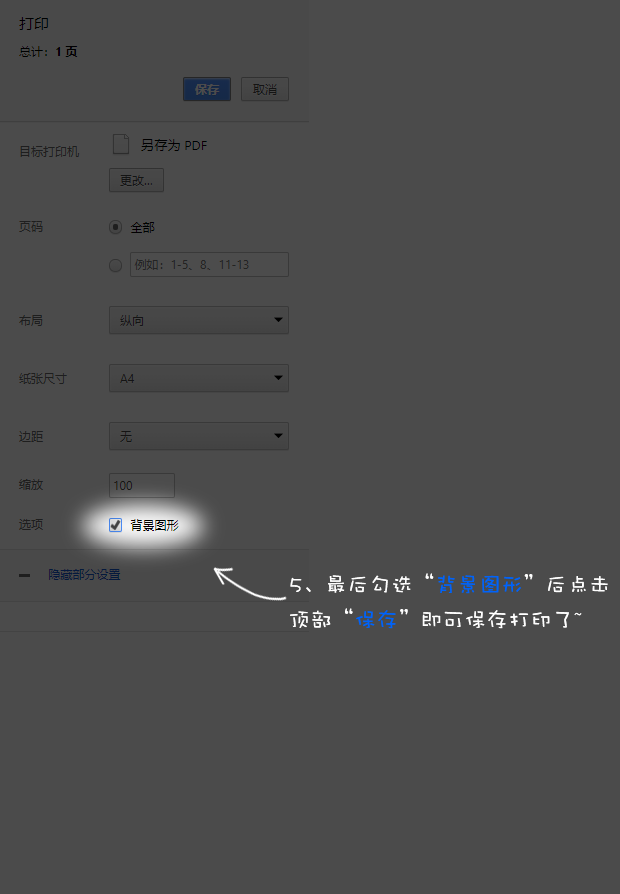 打印
总计：1 页
保存 取消
目标打印机 另存为 PDF
更改...
页码 全部
例如：1-5、8、11-13
布局 纵向
纸张尺寸 A4
边距 无
缩放 100
选项 背景图形
隐藏部分设置
5、最后勾选“背景图形”后点击
顶部“保存”即可保存打印了~